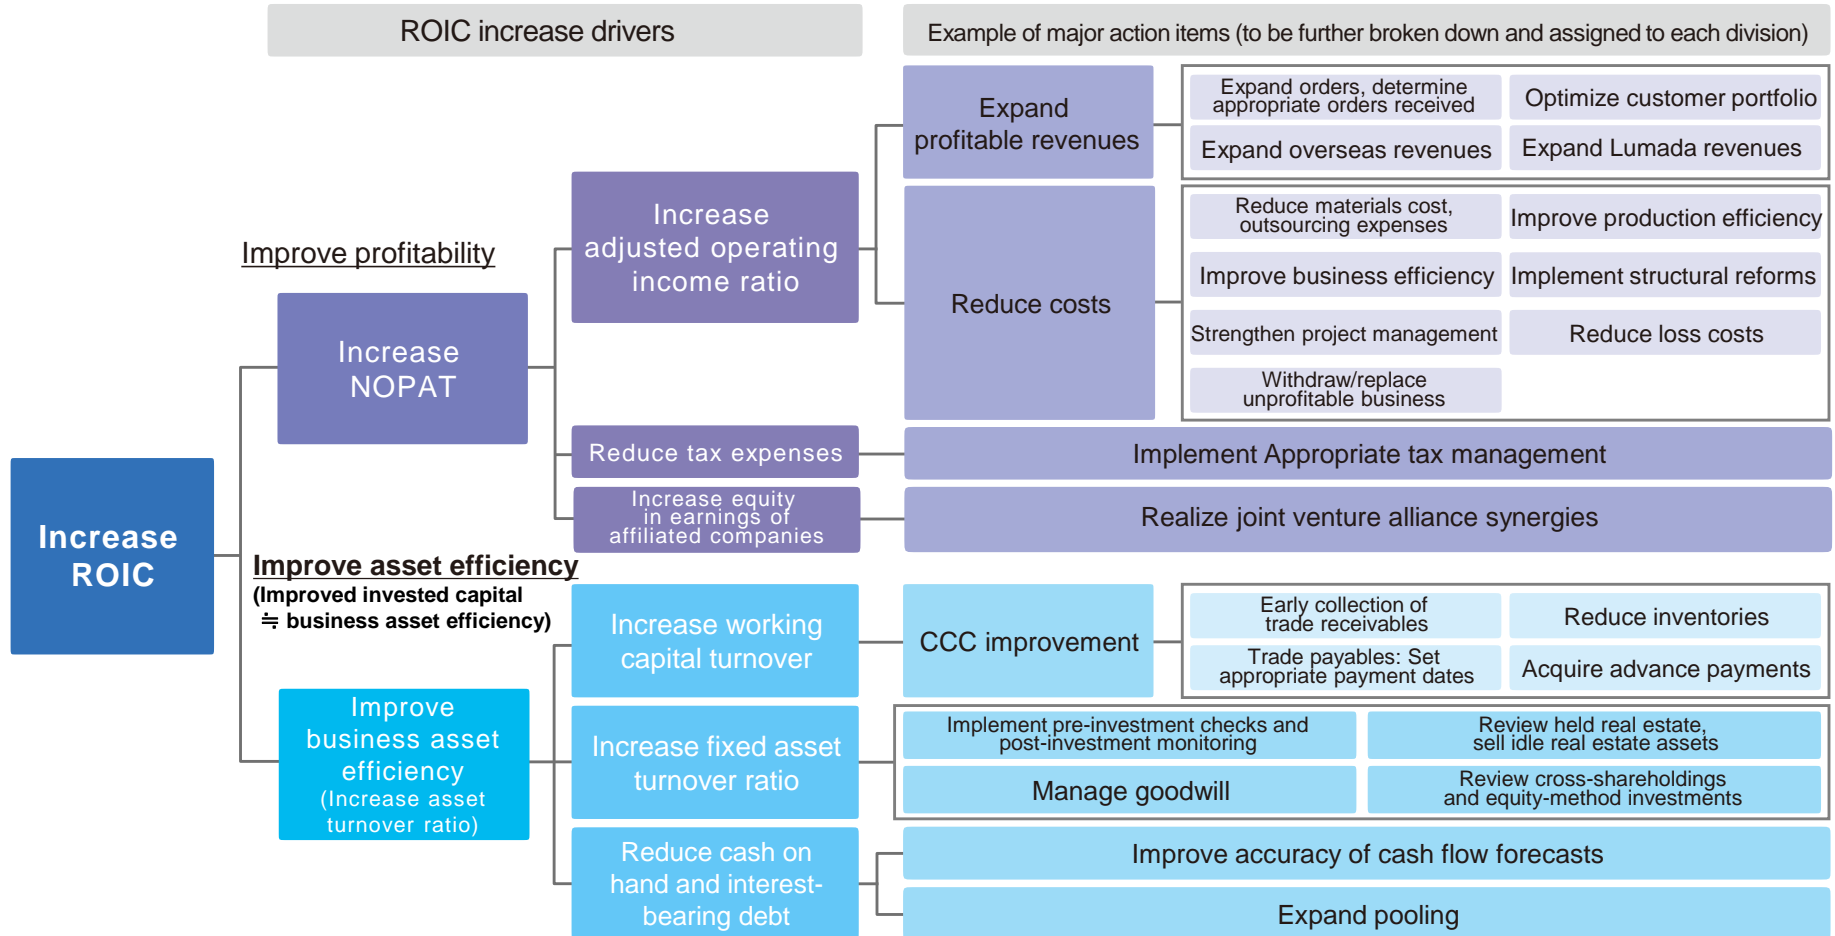 ROIC increase drivers
Example of major action items (to be further broken down and assigned to each division)
Increase
ROIC
Improve profitability
Increase
NOPAT
Increase
adjusted operating
income ratio
Expand
profitable revenues
Expand orders, determine
appropriate orders received
Optimize customer portfolio
Expand overseas revenues
Expand Lumada revenues
Reduce costs
Reduce materials cost,
outsourcing expenses
Improve production efficiency
Improve business efficiency
Implement structural reforms
Strengthen project management
Reduce loss costs
Withdraw/replace
unprofitable business
Reduce tax expenses
Implement Appropriate tax management
Increase equity
in earnings of
affiliated companies
Realize joint venture alliance synergies
Improve asset efficiency
(Improved invested capital
≒ business asset efficiency)
Improve
business asset
efficiency
(Increase asset
turnover ratio)
Increase working
capital turnover
CCC improvement
Early collection of
trade receivables
Reduce inventories
Trade payables: Set
appropriate payment dates
Acquire advance payments
Increase fixed asset
turnover ratio
Implement pre-investment checks and
post-investment monitoring
Review held real estate,
sell idle real estate assets
Manage goodwill
Review cross-shareholdings
and equity-method investments
Reduce cash on
hand and interest-
bearing debt
Improve accuracy of cash flow forecasts
Expand pooling